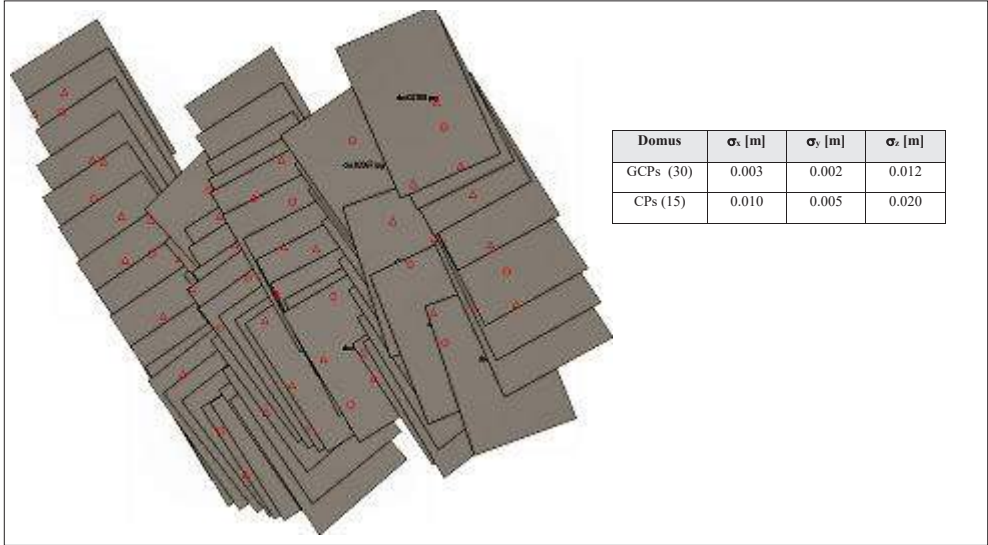 Domus σx [m] σy [m] σz [m]
GCPs (30) 0.003 0.002 0.012
CPs (15) 0.010 0.005 0.020